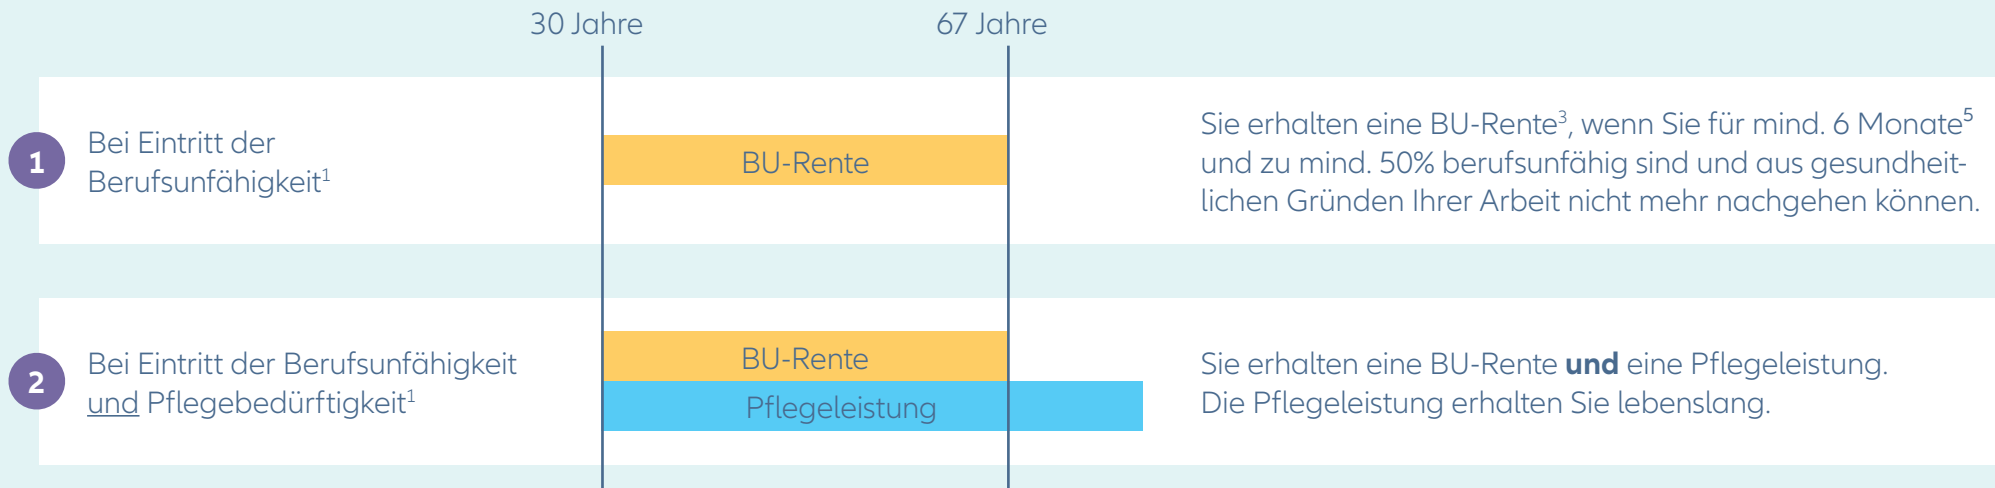 30 Jahre
67 Jahre
1
Bei Eintritt der
Berufsunfähigkeit¹
BU-Rente
Sie erhalten eine BU-Rente³, wenn Sie für mind. 6 Monate⁵
und zu mind. 50% berufsunfähig sind und aus gesundheit-
lichen Gründen Ihrer Arbeit nicht mehr nachgehen können.
2
Bei Eintritt der Berufsunfähigkeit
und Pflegebedürftigkeit¹
BU-Rente
Pflegeleistung
Sie erhalten eine BU-Rente und eine Pflegeleistung.
Die Pflegeleistung erhalten Sie lebenslang.